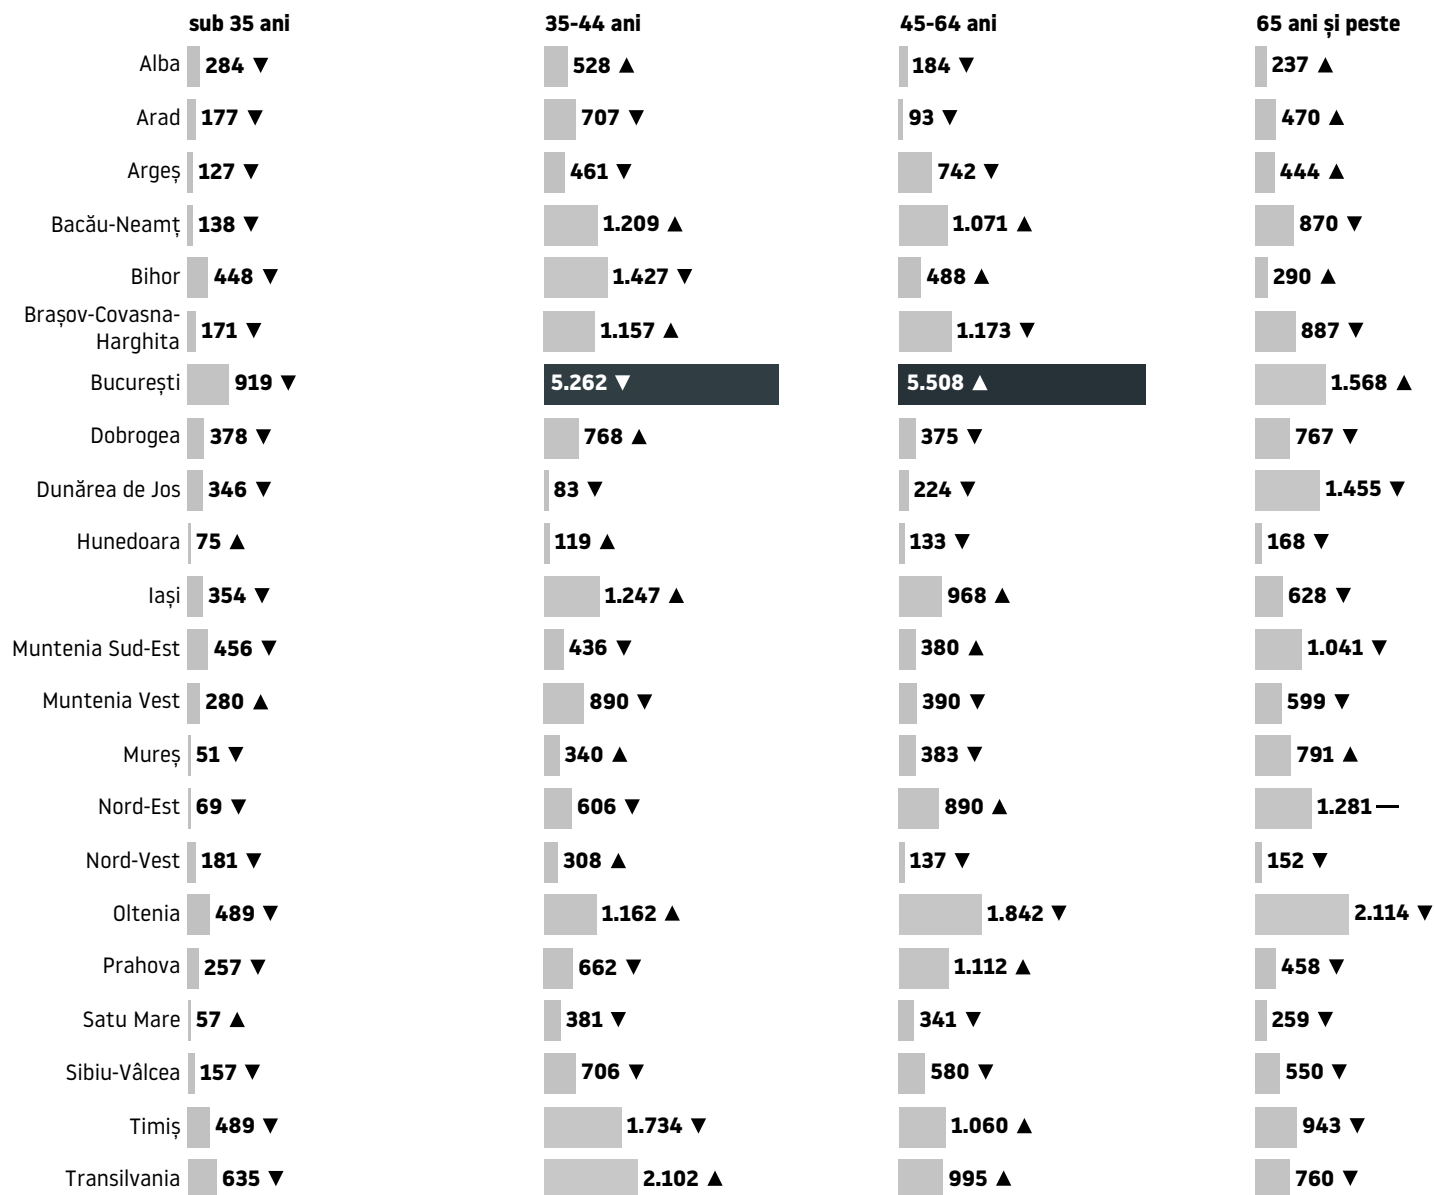 sub 35 ani 35-44 ani 45-64 ani 65 ani și peste
Alba 284 ▼ 528 ▲ 184 ▼ 237 ▲
Arad 177 ▼ 707 ▼ 93 ▼ 470 ▲
Argeș 127 ▼ 461 ▼ 742 ▼ 444 ▲
Bacău-Neamț 138 ▼ 1.209 ▲ 1.071 ▲ 870 ▼
Bihor 448 ▼ 1.427 ▼ 488 ▲ 290 ▲
Brașov-Covasna-
Harghita 171 ▼ 1.157 ▲ 1.173 ▼ 887 ▼
București 919 ▼ 5.262 ▼ 5.508 ▲ 1.568 ▲
Dobrogea 378 ▼ 768 ▲ 375 ▼ 767 ▼
Dunărea de Jos 346 ▼ 83 ▼ 224 ▼ 1.455 ▼
Hunedoara 75 ▲ 119 ▲ 133 ▼ 168 ▼
Iași 354 ▼ 1.247 ▲ 968 ▲ 628 ▼
Muntenia Sud-Est 456 ▼ 436 ▼ 380 ▲ 1.041 ▼
Muntenia Vest 280 ▲ 890 ▼ 390 ▼ 599 ▼
Mureș 51 ▼ 340 ▲ 383 ▼ 791 ▲
Nord-Est 69 ▼ 606 ▼ 890 ▲ 1.281 —
Nord-Vest 181 ▼ 308 ▲ 137 ▼ 152 ▼
Oltenia 489 ▼ 1.162 ▲ 1.842 ▼ 2.114 ▼
Prahova 257 ▼ 662 ▼ 1.112 ▲ 458 ▼
Satu Mare 57 ▲ 381 ▼ 341 ▼ 259 ▼
Sibiu-Vâlcea 157 ▼ 706 ▼ 580 ▼ 550 ▼
Timiș 489 ▼ 1.734 ▼ 1.060 ▲ 943 ▼
Transilvania 635 ▼ 2.102 ▲ 995 ▲ 760 ▼